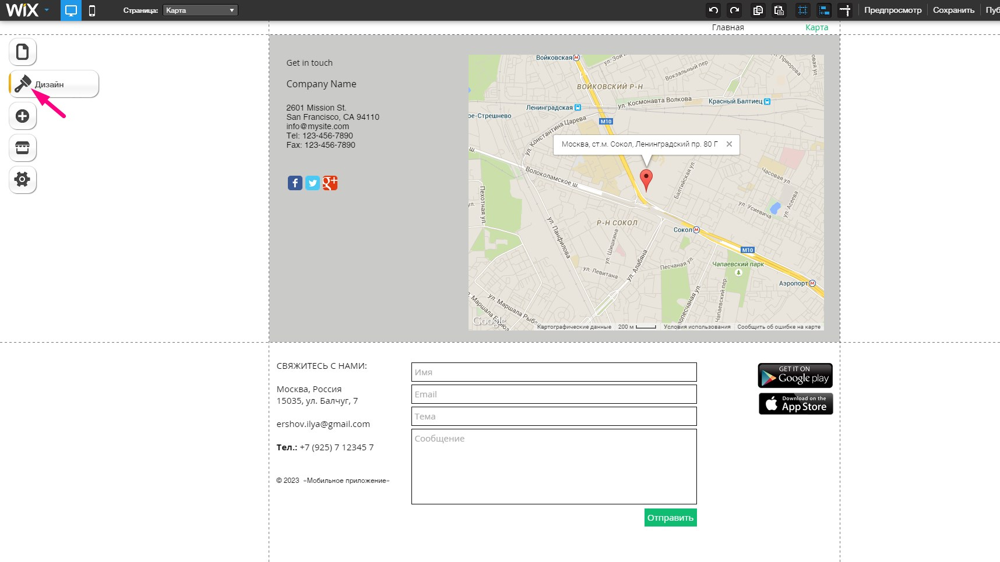 WiX
Страница:
Карта
Предпросмотр
Сохранить
Пуб
Главная
Карта
Дизайн
Get in touch
Company Name
2601 Mission St.
San Francisco, CA 94110
info@mysite.com
Tel: 123-456-7890
Fax: 123-456-7890
Войковская
ул. Зои
Вокзальный пер.
ул. Приорова
ВОЙКОВСКИЙ Р-Н
ул. Космонавта Волкова
Красный Балтиец
Ленинградская
ое-Стрешнево
ул. Константина Царева
M10
Москва, ст.м. Сокол, Ленинградский пр. 80 Г
ш.
Волоколамское ш.
Балтийская ул.
Часовая ул.
Пехотная ул.
ул. Усиевича
ул. Асеева
ул. Панфилова
Р-Н СОКОЛ
Сокол
ул. Шишкина
M10
ул. Алабяна
Песчаная ул.
Чапаевский парк
ул. Левитана
Аэропорт
Чапаевский пер.
ул. Маршала Рыба
Google
Картографические данные
200 м
Условия использования
Сообщить об ошибке на карте
СВЯЖИТЕСЬ С НАМИ:
Москва, Россия
15035, ул. Балчуг, 7
ershov.ilya@gmail.com
Тел.: +7 (925) 7 12345 7
© 2023 «Мобильное приложение»
Имя
Email
Тема
Сообщение
Отправить
GET IT ON
Google play
Download on the
App Store